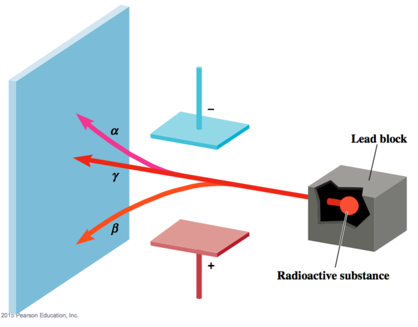 −
α
Lead block
γ
β
+
Radioactive substance
2015 Pearson Education, Inc.